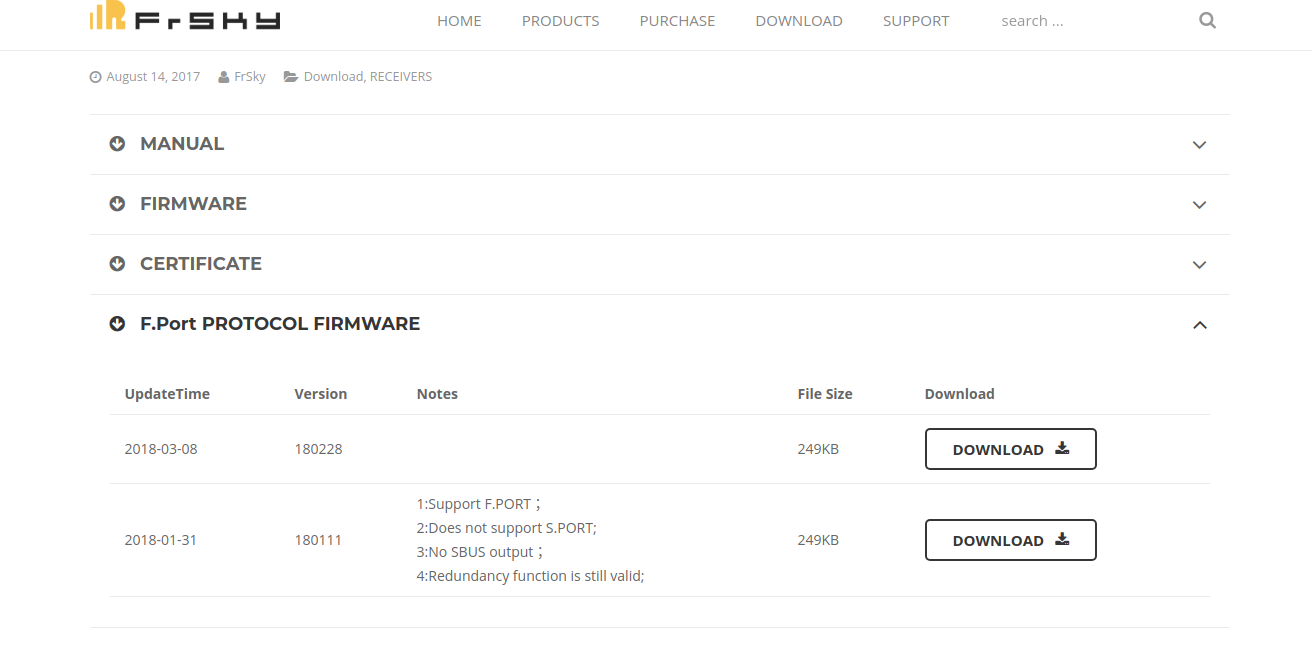 FrSKY HOME PRODUCTS PURCHASE DOWNLOAD SUPPORT search ...
August 14, 2017 FrSky Download, RECEIVERS
MANUAL
FIRMWARE
CERTIFICATE
F.Port PROTOCOL FIRMWARE
UpdateTime Version Notes File Size Download
2018-03-08 180228 249KB DOWNLOAD
1:Support F.PORT；
2:Does not support S.PORT;
2018-01-31 180111 249KB DOWNLOAD
3:No SBUS output；
4:Redundancy function is still valid;